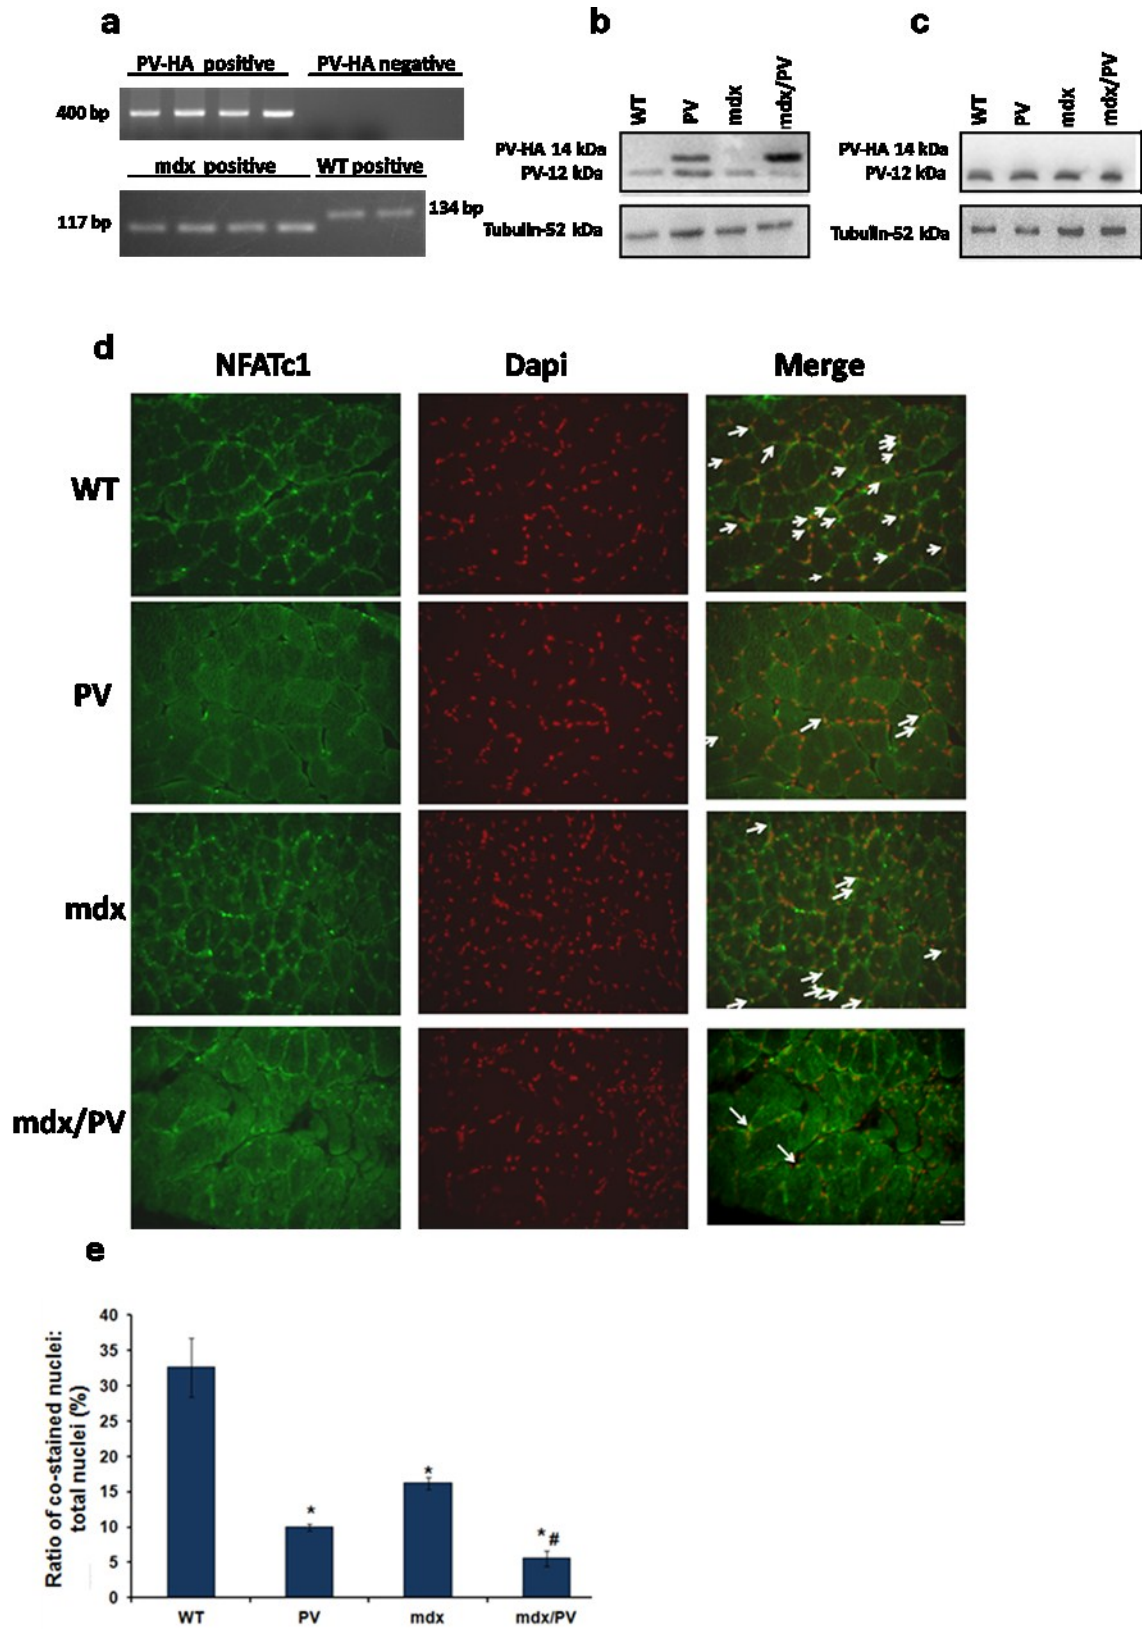 a
PV-HA positive PV-HA negative
400 bp
mdx positive WT positive
117 bp 134 bp
b
WT PV mdx mdx/PV
PV-HA 14 kDa
PV-12 kDa
Tubulin-52 kDa
c
WT PV mdx mdx/PV
PV-HA 14 kDa
PV-12 kDa
Tubulin-52 kDa
d
NFATc1 Dapi Merge
WT
PV
mdx
mdx/PV
e
Ratio of co-stained nuclei:
total nuclei (%)
40
35
30
25
20
15
10
5
0
*
*
* #
WT PV mdx mdx/PV